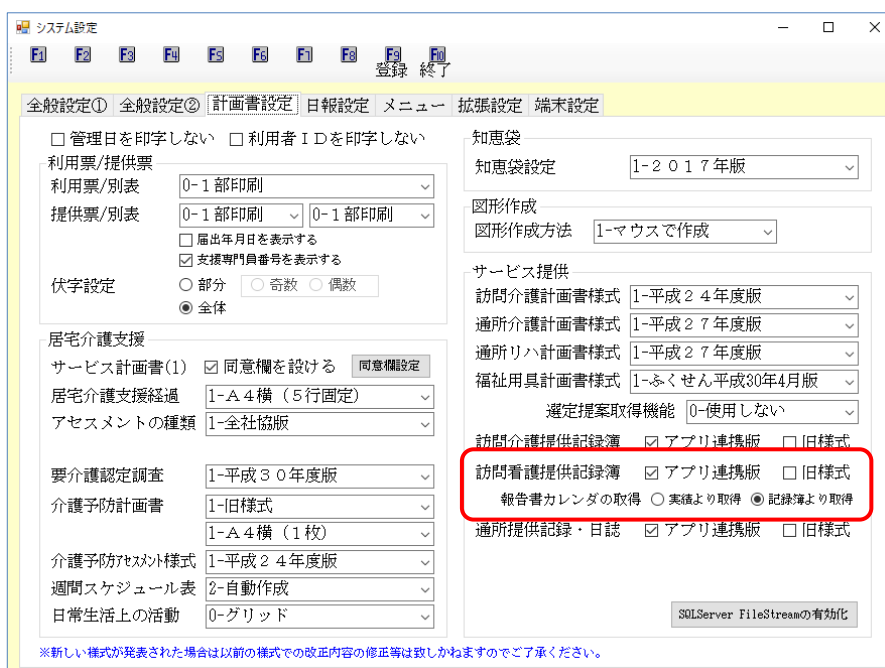 システム設定
F1 F2 F3 F4 F5 F6 F7 F8 F9 F10
登録 終了
全般設定① 全般設定② 計画書設定 日報設定 メニュー 拡張設定 端末設定
管理日を印字しない 利用者ＩＤを印字しない
利用票/提供票
利用票/別表 0-１部印刷
提供票/別表 0-１部印刷 0-１部印刷
届出年月日を表示する
支援専門員番号を表示する
伏字設定 部分 奇数 偶数
全体
居宅介護支援
サービス計画書(1) 同意欄を設ける 同意欄設定
居宅介護支援経過 1-Ａ４横（５行固定）
アセスメントの種類 1-全社協版
要介護認定調査 1-平成３０年度版
介護予防計画書 1-旧様式
1-Ａ４横（１枚）
介護予防ｱｾｽﾒﾝﾄ様式 1-平成２４年度版
週間スケジュール表 2-自動作成
日常生活上の活動 0-グリッド
知恵袋
知恵袋設定 1-２０１７年版
図形作成
図形作成方法 1-マウスで作成
サービス提供
訪問介護計画書様式 1-平成２４年度版
通所介護計画書様式 1-平成２７年度版
通所リハ計画書様式 1-平成２７年度版
福祉用具計画書様式 1-ふくせん平成30年4月版
選定提案取得機能 0-使用しない
訪問介護提供記録簿 アプリ連携版 旧様式
訪問看護提供記録簿 アプリ連携版 旧様式
報告書カレンダの取得 実績より取得 記録簿より取得
通所提供記録・日誌 アプリ連携版 旧様式
SQLServer FileStreamの有効化
※新しい様式が発表された場合は以前の様式での改正内容の修正等は致しかねますのでご了承ください。